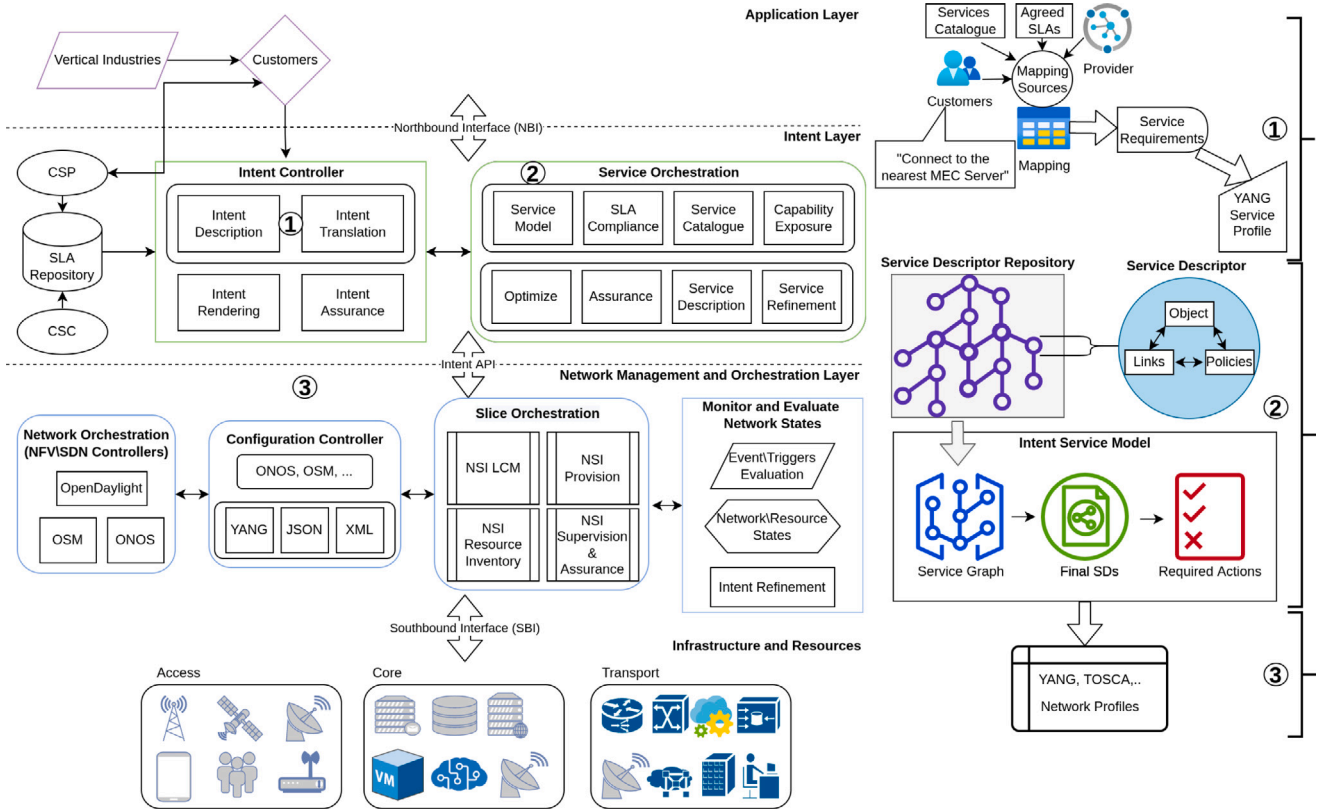 Application Layer
Vertical Industries
Customers
Northbound Interface (NBI)
Intent Layer
CSP
SLA
Repository
CSC
Intent Controller
Intent
Description
1
Intent
Translation
Intent
Rendering
Intent
Assurance
2
Service Orchestration
Service
Model
SLA
Compliance
Service
Catalogue
Capability
Exposure
Optimize
Assurance
Service
Description
Service
Refinement
Intent API
3
Network Management and Orchestration Layer
Network Orchestration
(NFV\SDN Controllers)
OpenDaylight
OSM
ONOS
Configuration Controller
ONOS, OSM, ...
YANG
JSON
XML
Slice Orchestration
NSI LCM
NSI
Provision
NSI
Resource
Inventory
NSI
Supervision
&
Assurance
Monitor and Evaluate
Network States
Event\Triggers
Evaluation
Network\Resource
States
Intent Refinement
Southbound Interface (SBI)
Infrastructure and Resources
Access
Core
VM
Transport
Services
Catalogue
Agreed
SLAs
Provider
Mapping
Sources
Customers
"Connect to the
nearest MEC Server"
Mapping
Service
Requirements
YANG
Service
Profile
1
Service Descriptor Repository
Service Descriptor
Object
Links
Policies
2
Intent Service Model
Service Graph
Final SDs
Required Actions
YANG, TOSCA,..
Network Profiles
3